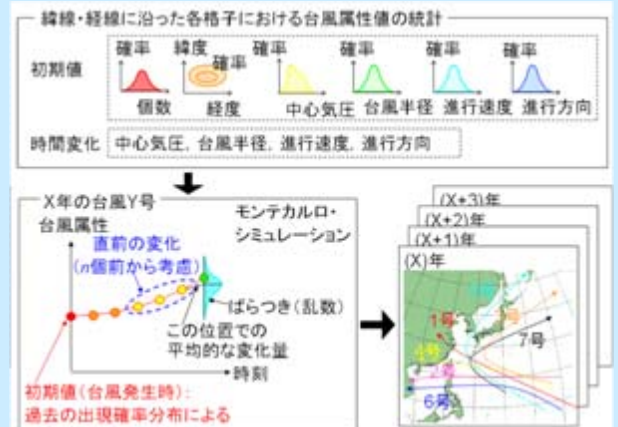 緯線・経線に沿った各格子における台風属性値の統計
初期値
確率 緯度 確率 確率 確率 確率 確率
個数 経度 中心気圧 台風半径 進行速度 進行方向
時間変化 中心気圧, 台風半径, 進行速度, 進行方向
X年の台風Y号
台風属性
モンテカルロ・
シミュレーション
直前の変化
(n個前から考慮)
ばらつき(乱数)
この位置での
平均的な変化量
時刻
初期値(台風発生時):
過去の出現確率分布による
(X+3)年
(X+2)年
(X+1)年
(X)年
1号
号
7号
6号